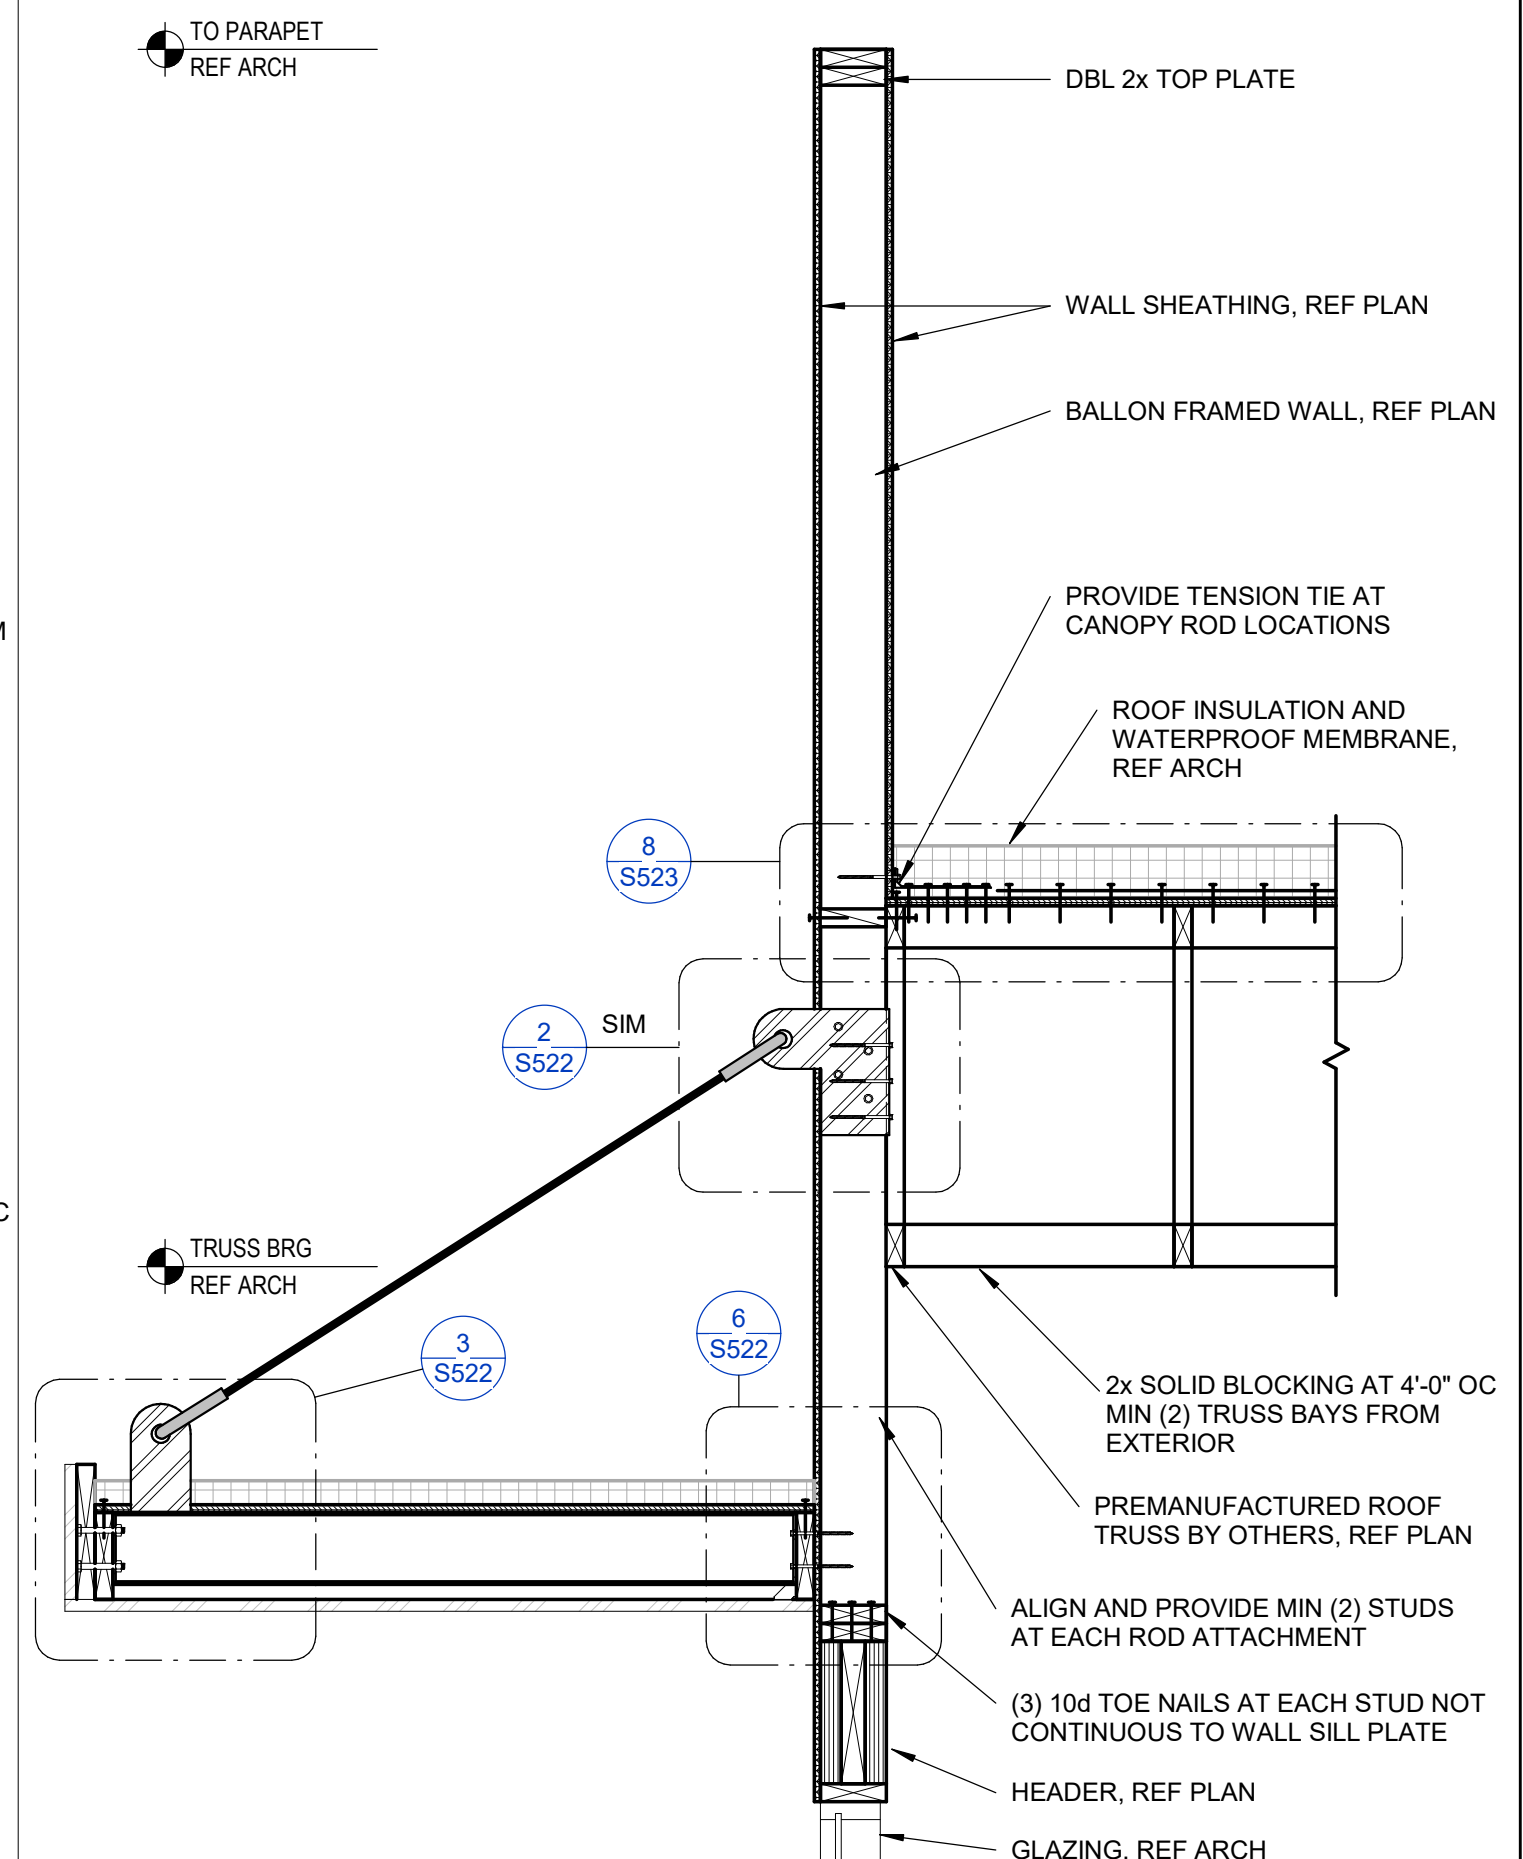 TO PARAPET
REF ARCH
DBL 2x TOP PLATE
WALL SHEATHING, REF PLAN
BALLON FRAMED WALL, REF PLAN
PROVIDE TENSION TIE AT
CANOPY ROD LOCATIONS
M
ROOF INSULATION AND
WATERPROOF MEMBRANE,
REF ARCH
8
S523
2
S522
SIM
C
TRUSS BRG
REF ARCH
3
S522
6
S522
2x SOLID BLOCKING AT 4'-0" OC
MIN (2) TRUSS BAYS FROM
EXTERIOR
PREMANUFACTURED ROOF
TRUSS BY OTHERS, REF PLAN
ALIGN AND PROVIDE MIN (2) STUDS
AT EACH ROD ATTACHMENT
(3) 10d TOE NAILS AT EACH STUD NOT
CONTINUOUS TO WALL SILL PLATE
HEADER, REF PLAN
GLAZING, REF ARCH